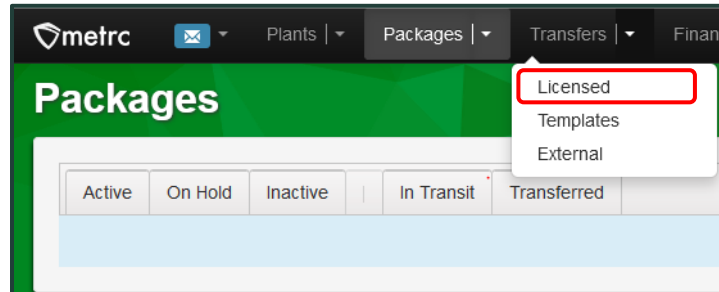 metrc Plants | Packages | Transfers | Finan
Licensed
Packages
Templates
External
Active On Hold Inactive | In Transit Transferred